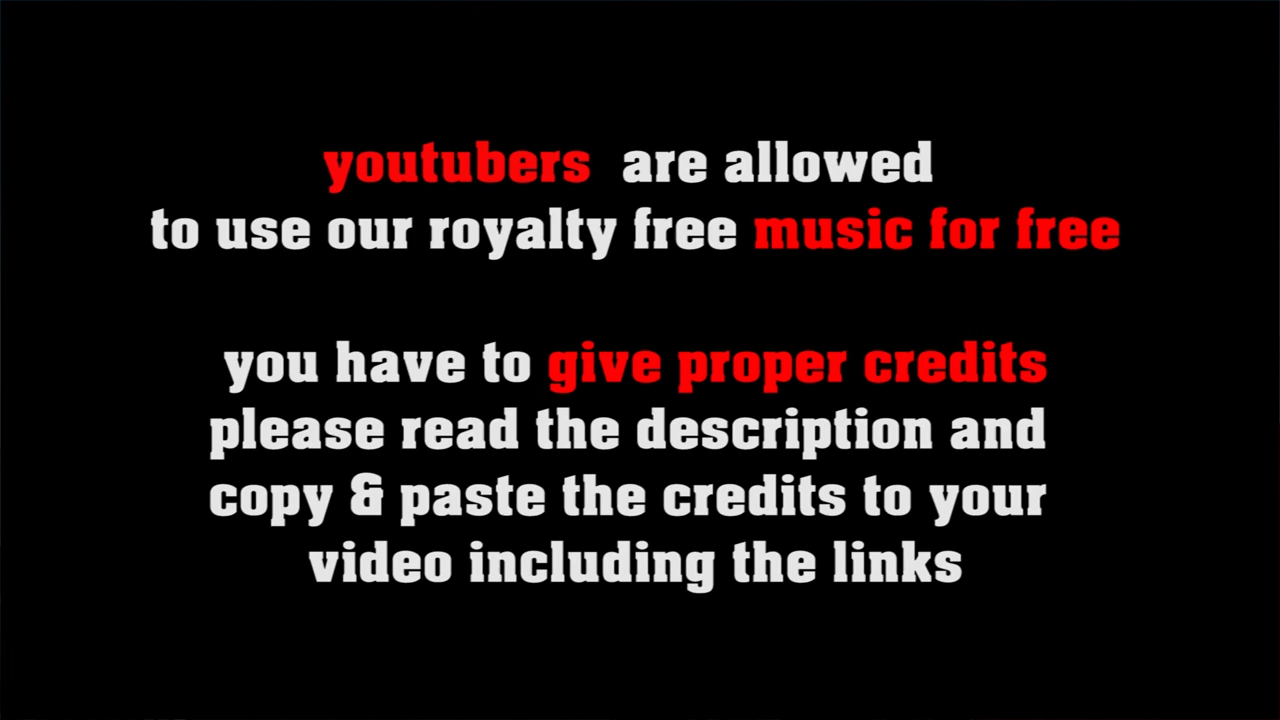 youtubers are allowed
to use our royalty free music for free
you have to give proper credits
please read the description and
copy & paste the credits to your
video including the links